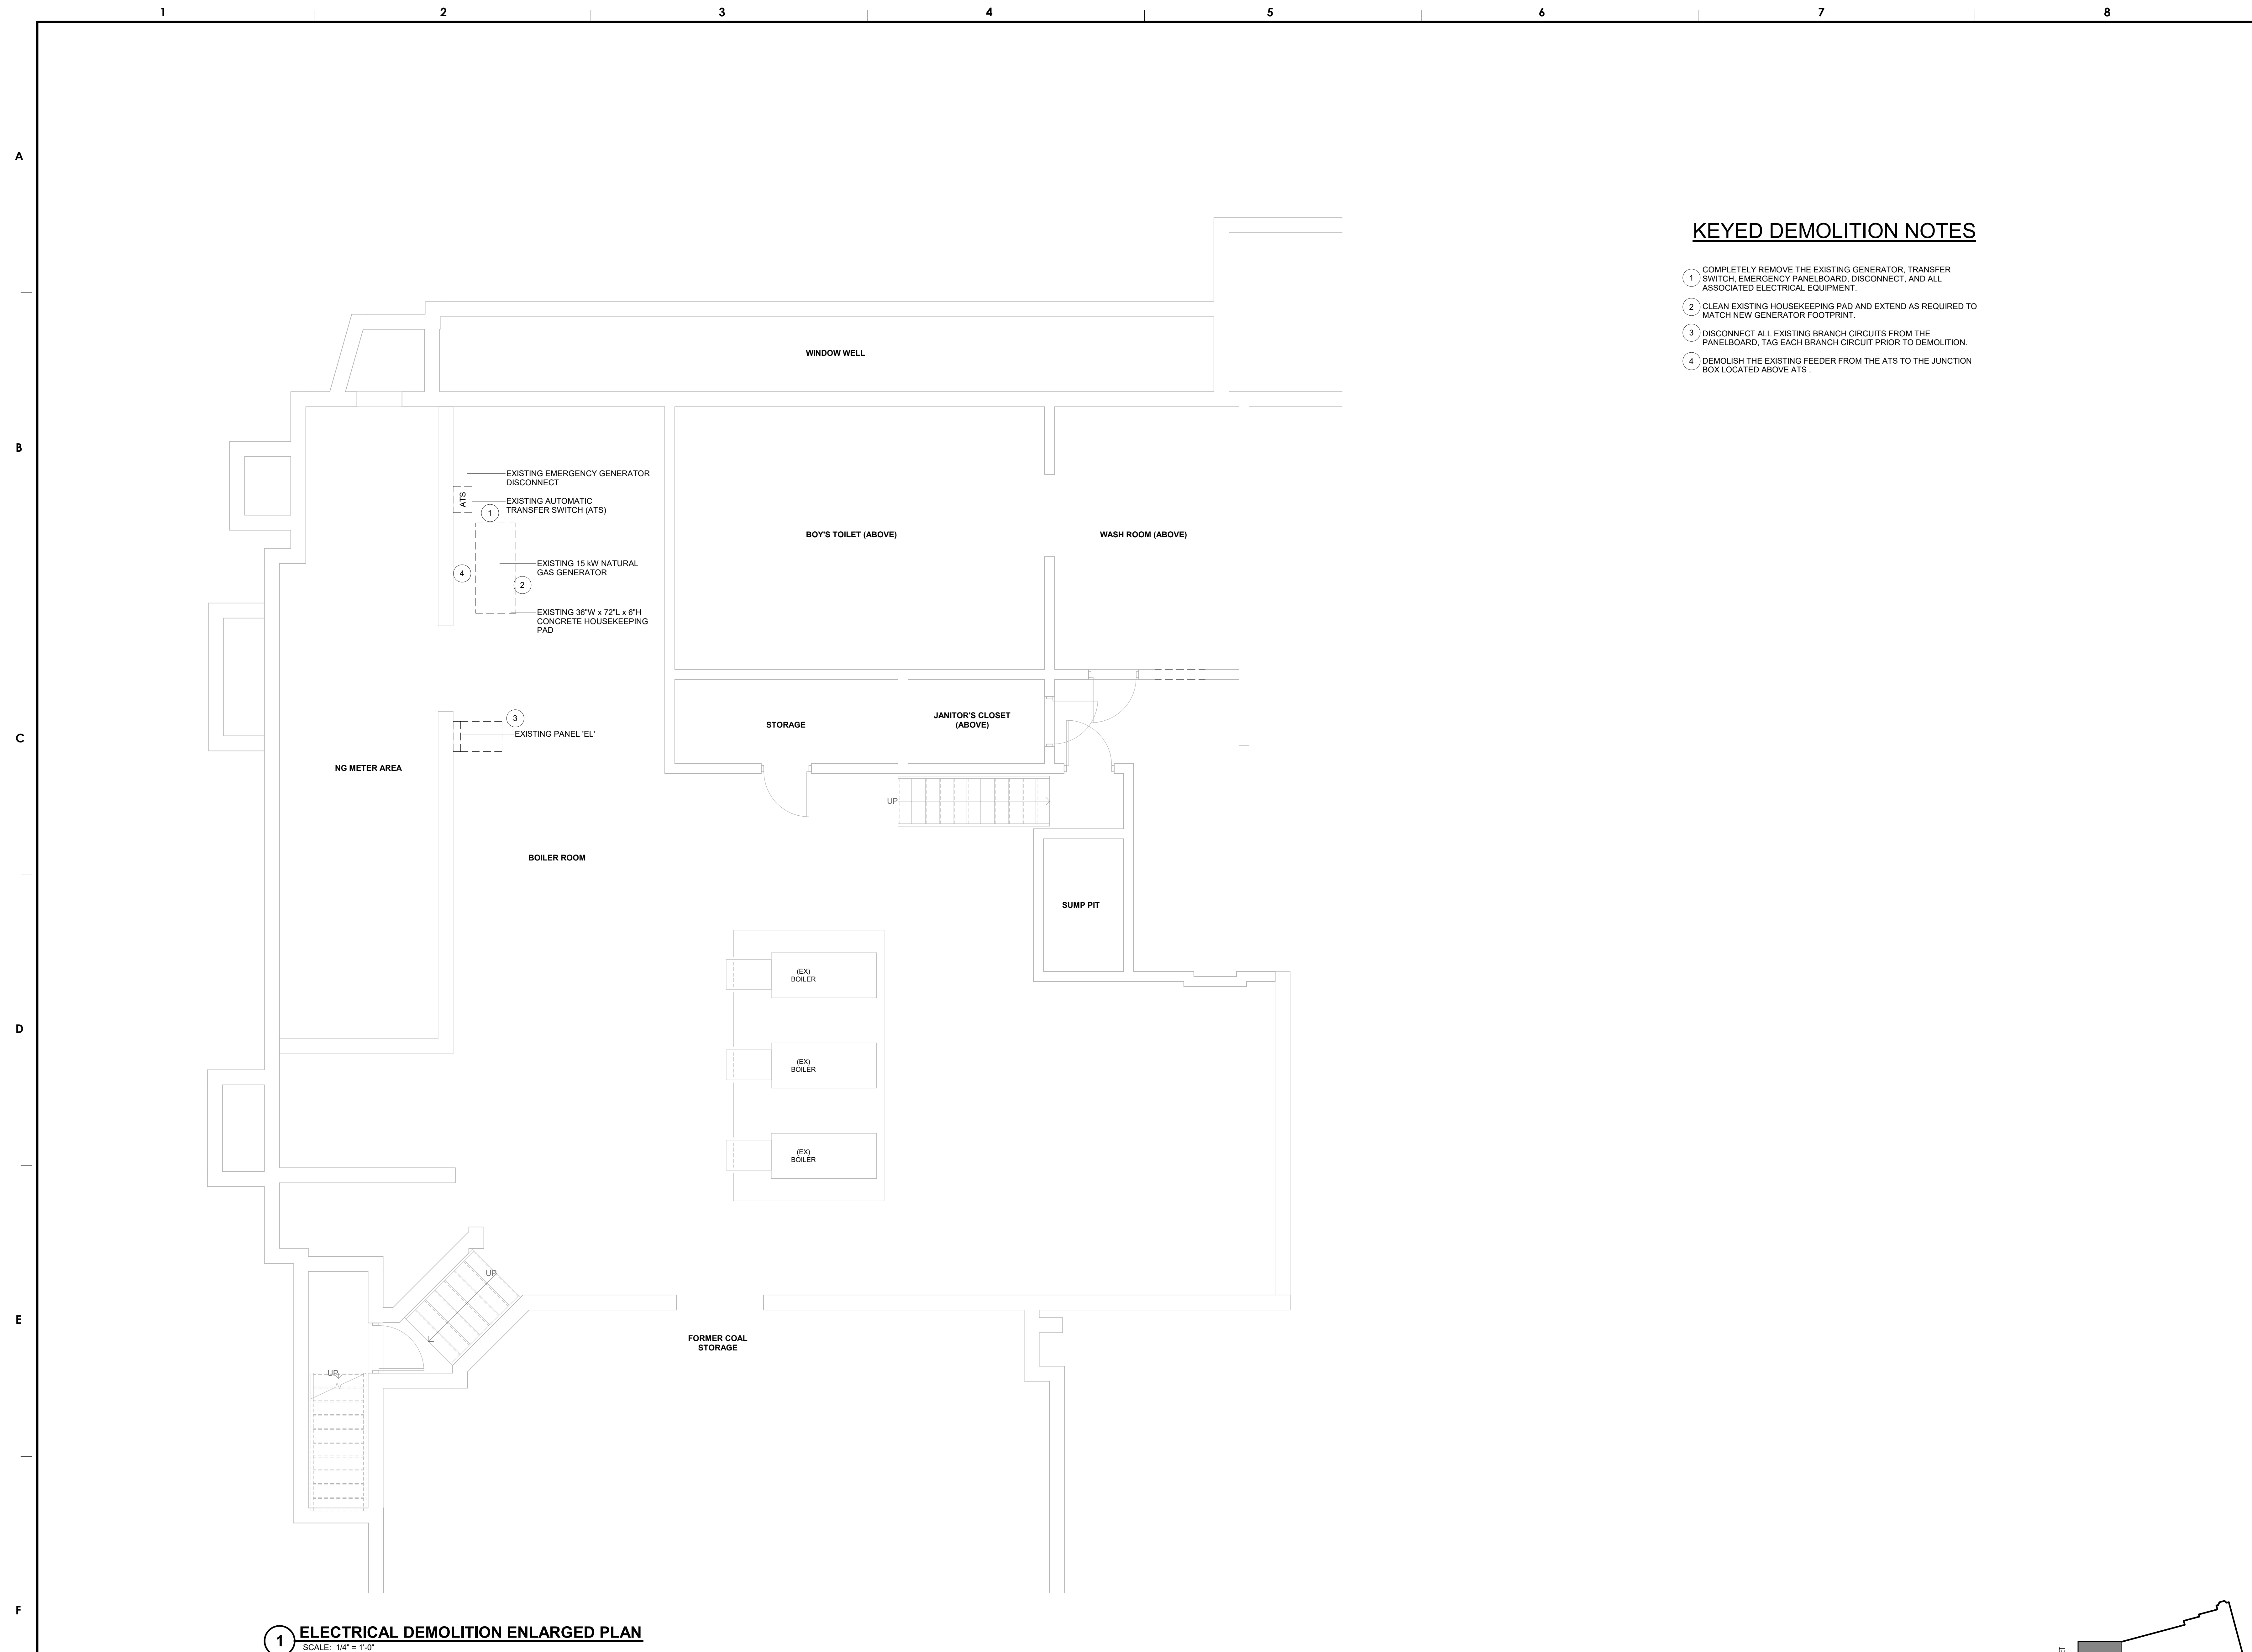 1 2 3 4 5 6 7 8
A
B
C
D
E
F
KEYED DEMOLITION NOTES
1 COMPLETELY REMOVE THE EXISTING GENERATOR, TRANSFER
SWITCH, EMERGENCY PANELBOARD, DISCONNECT, AND ALL
ASSOCIATED ELECTRICAL EQUIPMENT.
2 CLEAN EXISTING HOUSEKEEPING PAD AND EXTEND AS REQUIRED TO
MATCH NEW GENERATOR FOOTPRINT.
3 DISCONNECT ALL EXISTING BRANCH CIRCUITS FROM THE
PANELBOARD, TAG EACH BRANCH CIRCUIT PRIOR TO DEMOLITION.
4 DEMOLISH THE EXISTING FEEDER FROM THE ATS TO THE JUNCTION
BOX LOCATED ABOVE ATS .
WINDOW WELL
EXISTING EMERGENCY GENERATOR
DISCONNECT
ATS
EXISTING AUTOMATIC
TRANSFER SWITCH (ATS)
1
BOY'S TOILET (ABOVE)
WASH ROOM (ABOVE)
EXISTING 15 kW NATURAL
GAS GENERATOR
4
2
EXISTING 36"W x 72"L x 6"H
CONCRETE HOUSEKEEPING
PAD
3
EXISTING PANEL 'EL'
STORAGE
JANITOR'S CLOSET
(ABOVE)
NG METER AREA
UP
BOILER ROOM
SUMP PIT
(EX)
BOILER
(EX)
BOILER
(EX)
BOILER
UP
FORMER COAL
STORAGE
UP
1 ELECTRICAL DEMOLITION ENLARGED PLAN
SCALE: 1/4" = 1'-0"